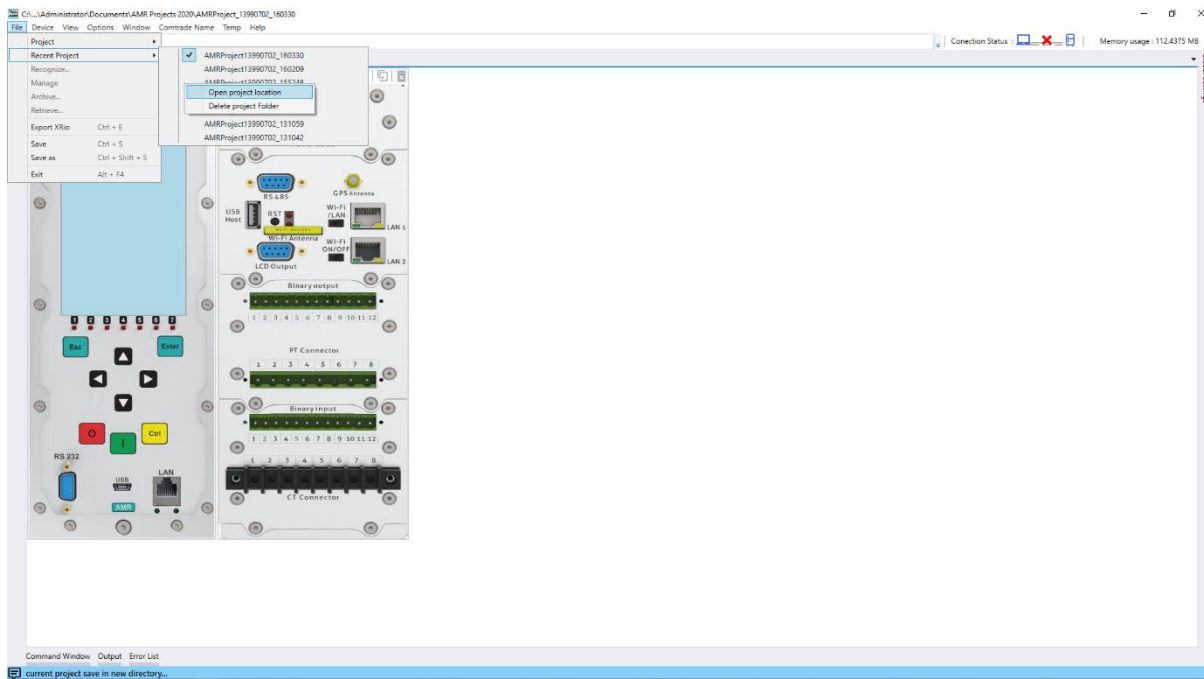 C:\...\Administrator\Documents\AMR Projects 2020\AMRProject_13990702_160330
File Device View Options Window Comtrade Name Temp Help
Conection Status :
Memory usage : 112.4375 MB
Project
Recent Project
Recognize...
Manage
Archive...
Retrieve...
Export XRio Ctrl + E
Save Ctrl + S
Save as Ctrl + Shift + S
Exit Alt + F4
AMRProject13990702_160330
AMRProject13990702_160209
Open project location
Delete project Folder
AMRProject13990702_131059
AMRProject13990702_131042
1 2 3 4 5 6 7
Esc
Enter
O
I
Ctrl
RS 232
USB
LAN
AMR
RS 485
GPS Antenna
USB Host
RST
Wi-Fi /LAN
LAN 1
Wi-Fi Antenna
Wi-Fi ON/OFF
LCD Output
LAN 2
Binary output
1 2 3 4 5 6 7 8 9 10 11 12
PT Connector
1 2 3 4 5 6 7 8
Binary input
1 2 3 4 5 6 7 8 9 10 11 12
1 2 3 4 5 6 7 8
CT Connector
Command Window Output Error List
current project save in new directory...